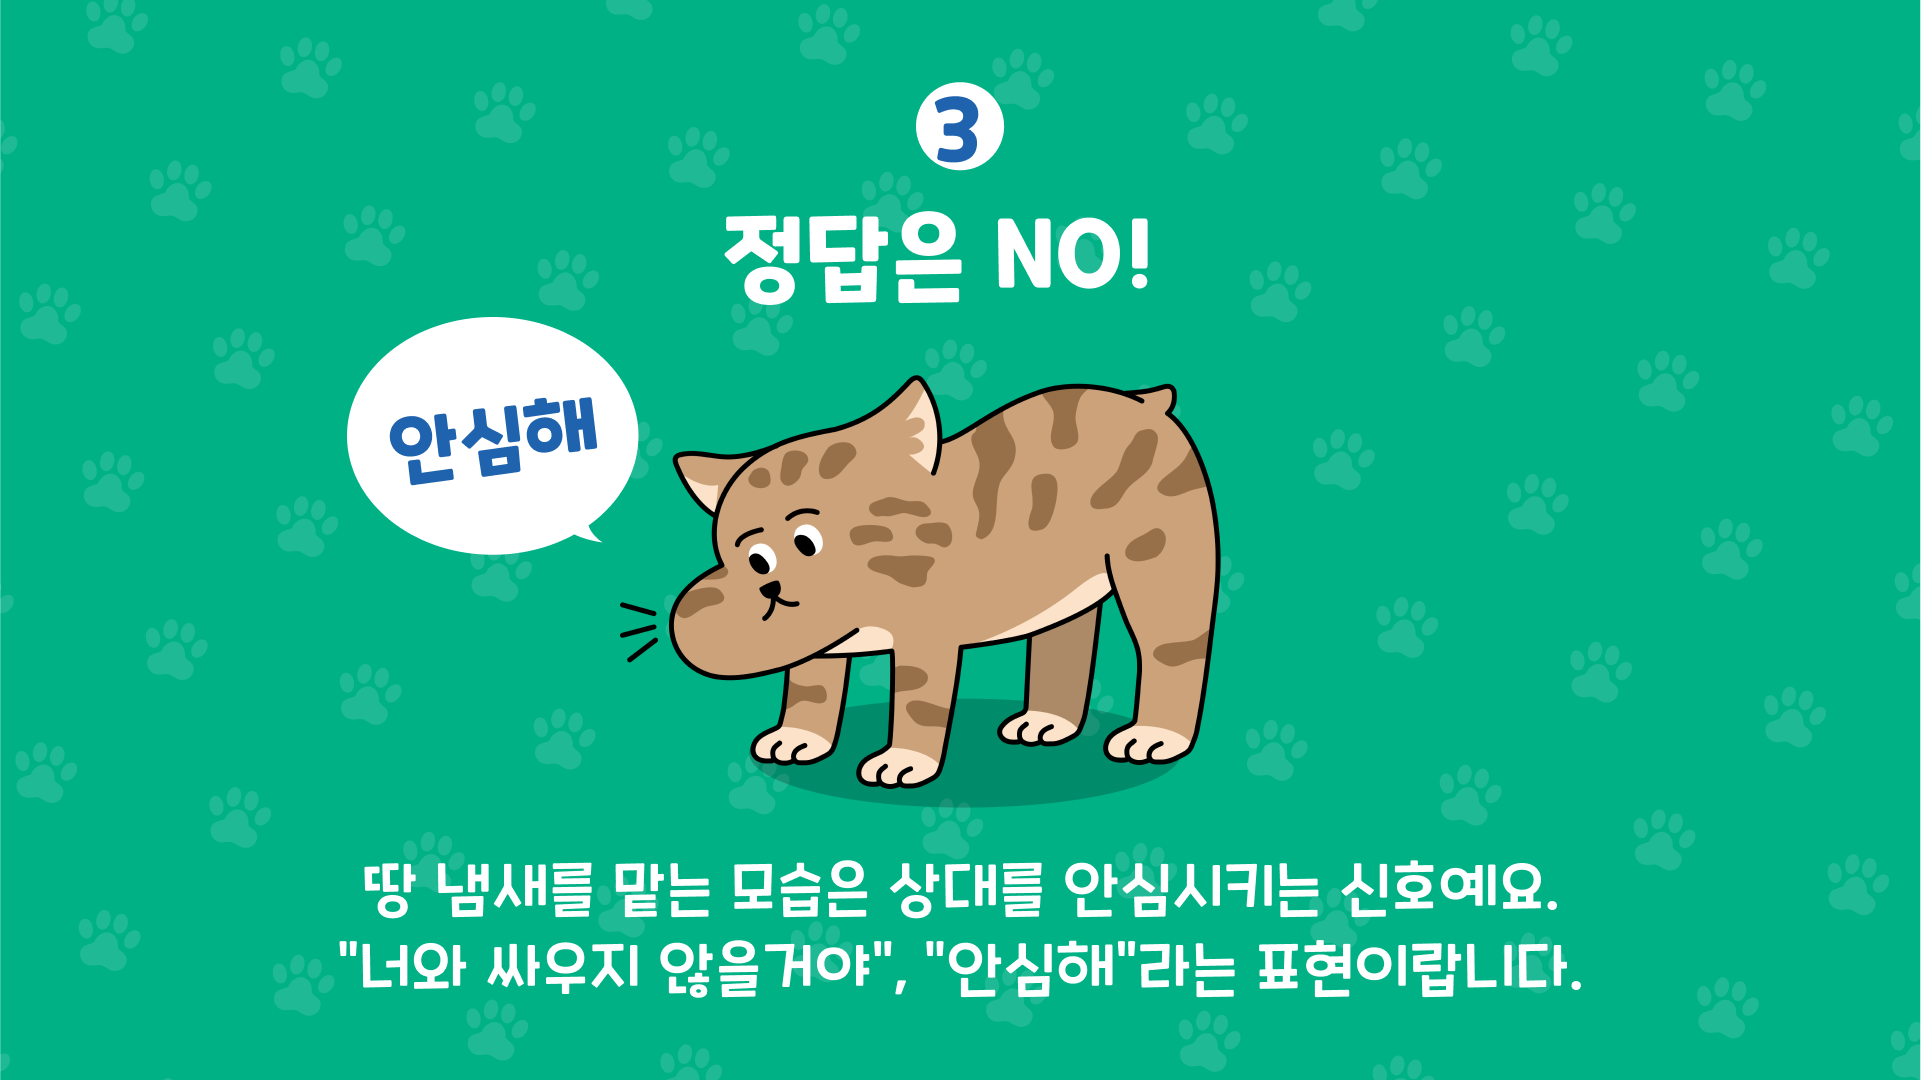 3
정답은 NO!
안심해
땅 냄새를 맡는 모습은 상대를 안심시키는 신호예요.
"너와 싸우지 않을거야", "안심해"라는 표현이랍니다.